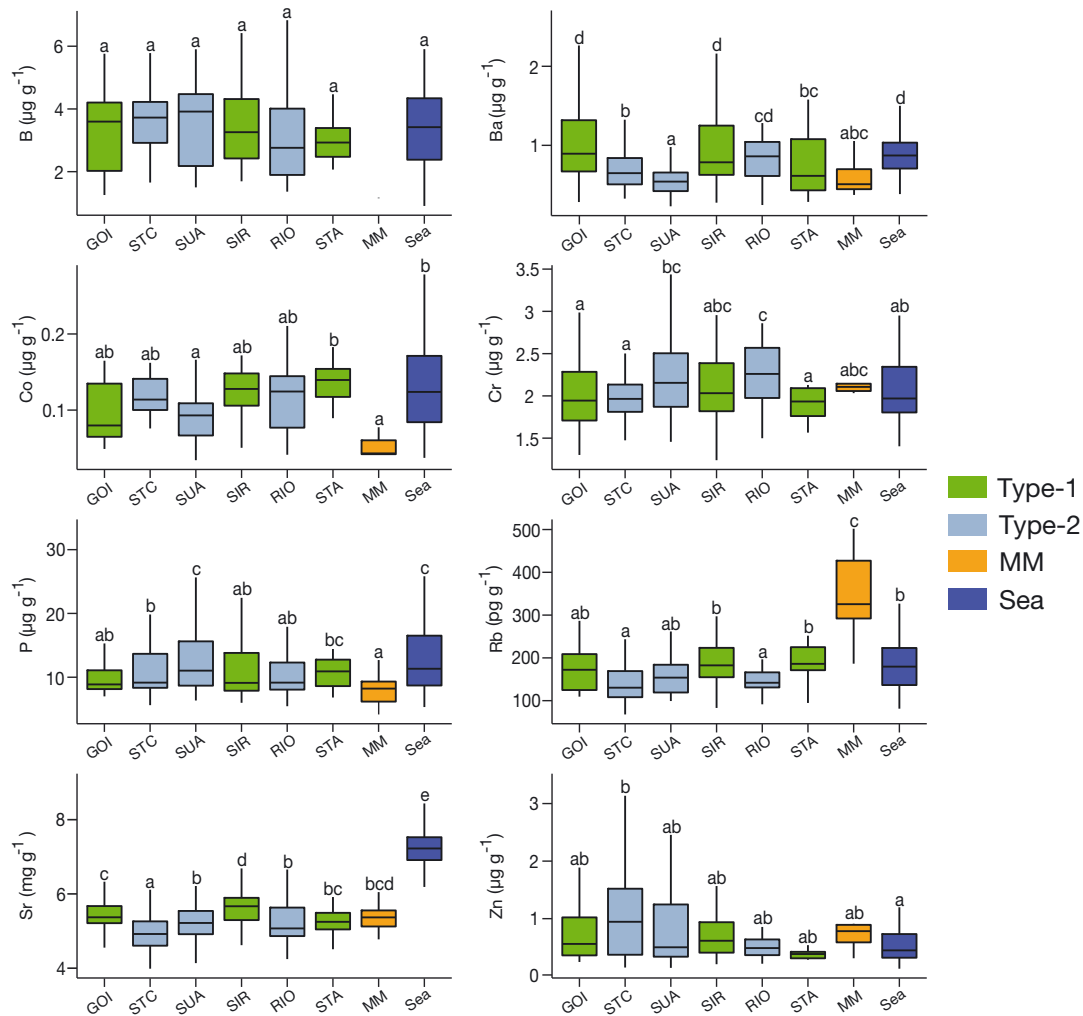 B (µg g⁻¹)
6
4
2
a a a a a a a
GOI STC SUA SIR RIO STA MM Sea
Ba (µg g⁻¹)
2
1
d b a d cd bc abc d
GOI STC SUA SIR RIO STA MM Sea
Co (µg g⁻¹)
0.2
0.1
ab ab a ab ab b a b
GOI STC SUA SIR RIO STA MM Sea
Cr (µg g⁻¹)
3.5
3
2.5
2
1.5
a a bc abc c a abc ab
GOI STC SUA SIR RIO STA MM Sea
Type-1
Type-2
MM
Sea
P (µg g⁻¹)
30
20
10
ab b c ab ab bc a c
GOI STC SUA SIR RIO STA MM Sea
Rb (pg g⁻¹)
500
400
300
200
100
ab a ab b a b c b
GOI STC SUA SIR RIO STA MM Sea
Sr (mg g⁻¹)
8
6
4
c a b d b bc bcd e
GOI STC SUA SIR RIO STA MM Sea
Zn (µg g⁻¹)
3
2
1
0
ab b ab ab ab ab ab a
GOI STC SUA SIR RIO STA MM Sea